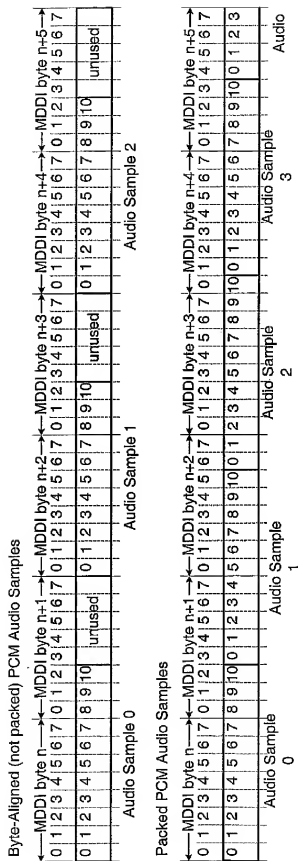 Byte-Aligned (not packed) PCM Audio Samples
MDDI byte n MDDI byte n+1 MDDI byte n+2 MDDI byte n+3 MDDI byte n+4 MDDI byte n+5
0 1 2 3 4 5 6 7 0 1 2 3 4 5 6 7 0 1 2 3 4 5 6 7 0 1 2 3 4 5 6 7 0 1 2 3 4 5 6 7 0 1 2 3 4 5 6 7
0 1 2 3 4 5 6 7 8 9 10 unused 0 1 2 3 4 5 6 7 8 9 10 unused 0 1 2 3 4 5 6 7 8 9 10 unused
Audio Sample 0 Audio Sample 1 Audio Sample 2
Packed PCM Audio Samples
MDDI byte n MDDI byte n+1 MDDI byte n+2 MDDI byte n+3 MDDI byte n+4 MDDI byte n+5
0 1 2 3 4 5 6 7 0 1 2 3 4 5 6 7 0 1 2 3 4 5 6 7 0 1 2 3 4 5 6 7 0 1 2 3 4 5 6 7 0 1 2 3 4 5 6 7
0 1 2 3 4 5 6 7 8 9 10 0 1 2 3 4 5 6 7 8 9 10 0 1 2 3 4 5 6 7 8 9 10 0 1 2 3 4 5 6 7 8 9 10 0 1 2 3
Audio Sample Audio Sample Audio Sample Audio Sample Audio
0 1 2 3